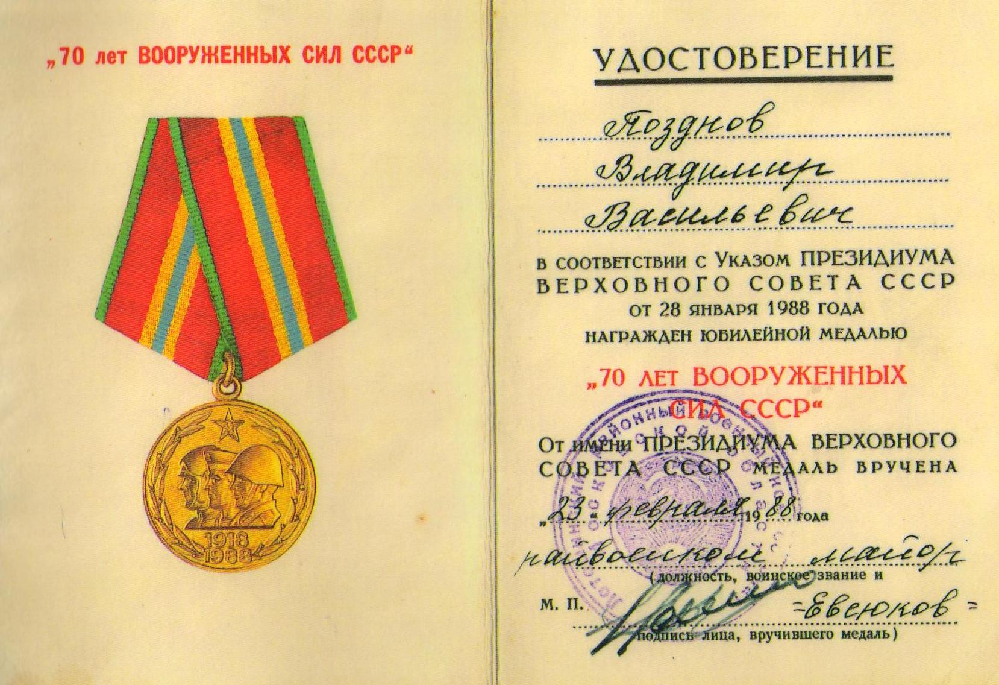 „70 лет ВООРУЖЕННЫХ СИЛ СССР“
1918
1988
УДОСТОВЕРЕНИЕ
Позднов
Владимир
Васильевич
в соответствии с Указом ПРЕЗИДИУМА
ВЕРХОВНОГО СОВЕТА СССР
от 28 января 1988 года
награжден юбилейной медалью
„70 лет ВООРУЖЕННЫХ
СИЛ СССР“
От имени ПРЕЗИДИУМА ВЕРХОВНОГО
СОВЕТА СССР медаль вручена
„23“ февраля 1988 года
райвоенком майор
(должность, воинское звание и
М. П. =Евсюков=
подпись лица, вручившего медаль)